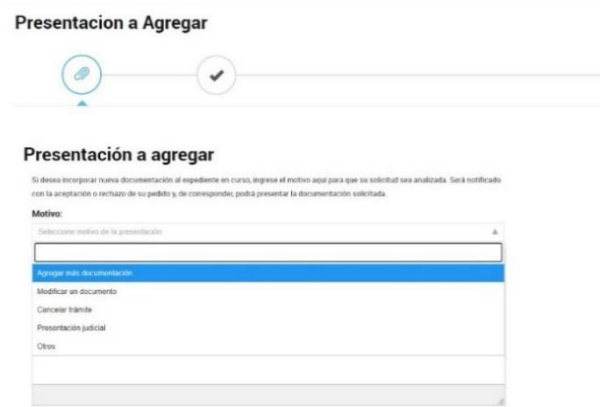 Presentacion a Agregar
Presentación a agregar
Si desea incorporar nueva documentación al expediente en curso, ingrese el motivo aquí para que su solicitud sea analizada. Será notificado
con la aceptación o rechazo de su pedido y, de corresponder, podrá presentar la documentación solicitada.
Motivo:
Seleccione motivo de la presentación
Agregar más documentación
Modificar un documento
Cancelar trámite
Presentación judicial
Otros